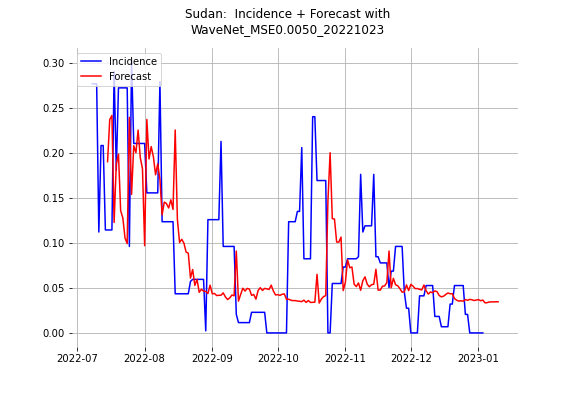 Sudan:  Incidence + Forecast with
WaveNet_MSE0.0050_20221023
Incidence
Forecast
0.30
0.25
0.20
0.15
0.10
0.05
0.00
2022-07 2022-08 2022-09 2022-10 2022-11 2022-12 2023-01